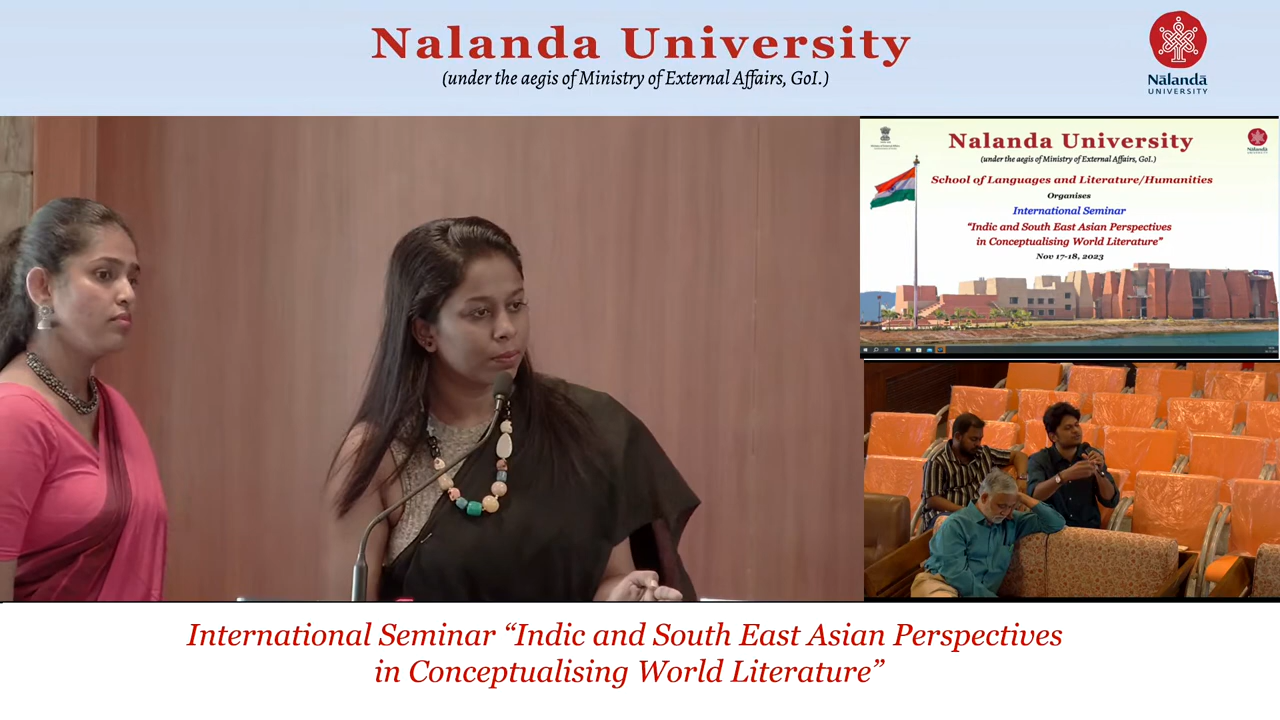 Nalanda University
(under the aegis of Ministry of External Affairs, GoI.)
Nālandā
UNIVERSITY
Nalanda University
(under the aegis of Ministry of External Affairs, GoI.)
Nālandā
School of Languages and Literature/Humanities
Organises
International Seminar
“Indic and South East Asian Perspectives
in Conceptualising World Literature”
Nov 17-18, 2023
International Seminar “Indic and South East Asian Perspectives
in Conceptualising World Literature”